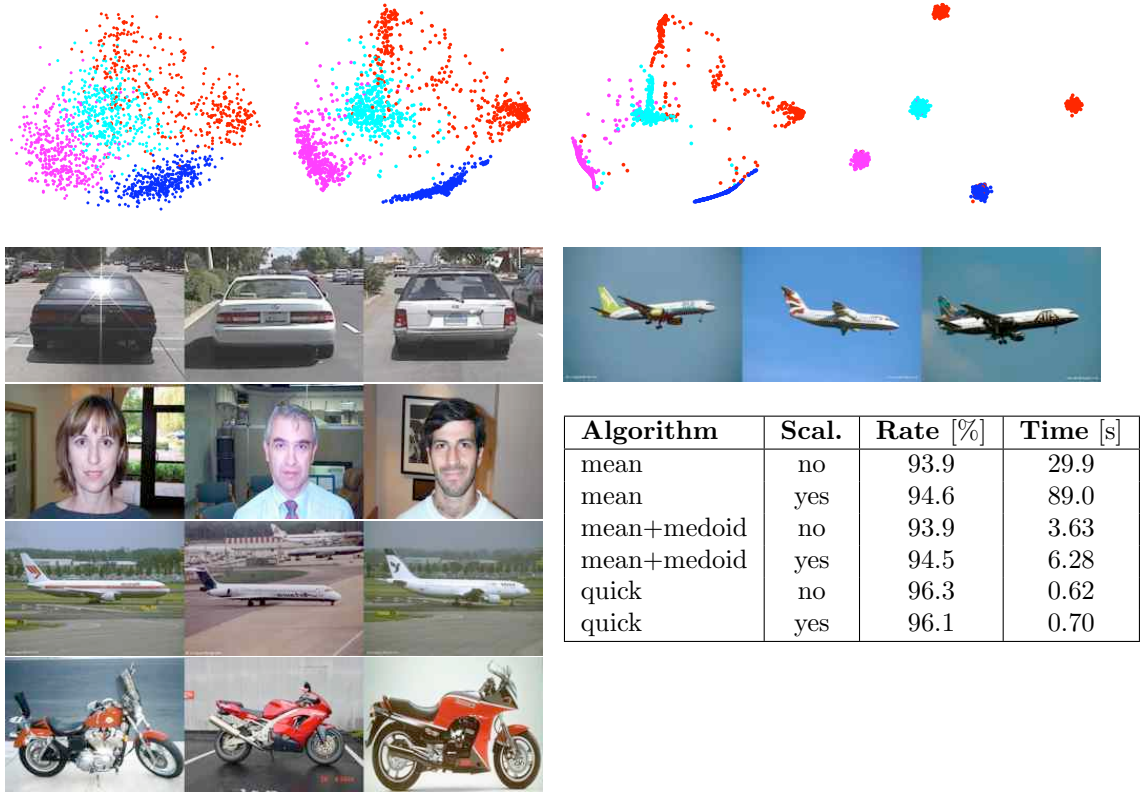 Algorithm Scal. Rate [%] Time [s]
mean no 93.9 29.9
mean yes 94.6 89.0
mean+medoid no 93.9 3.63
mean+medoid yes 94.5 6.28
quick no 96.3 0.62
quick yes 96.1 0.70